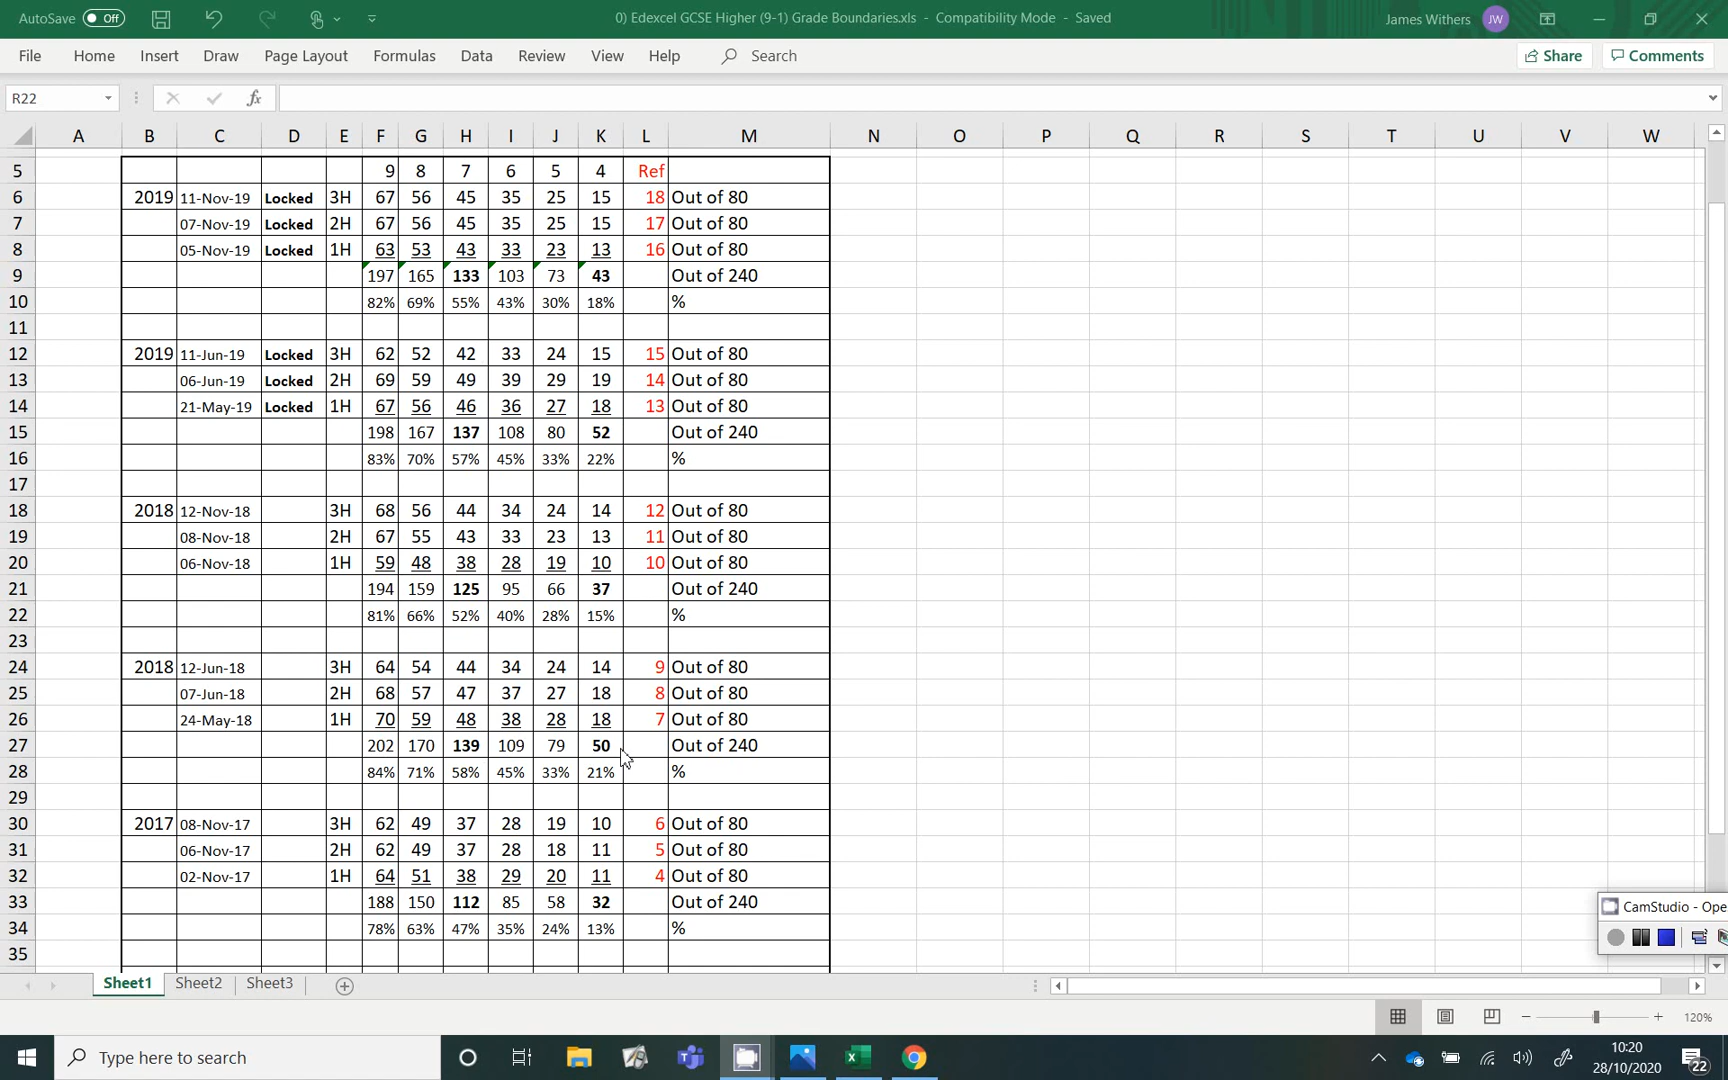 AutoSave Off 0) Edexcel GCSE Higher (9-1) Grade Boundaries.xls - Compatibility Mode - Saved James Withers JW
File Home Insert Draw Page Layout Formulas Data Review View Help Search Share Comments
R22 fx
A B C D E F G H I J K L M N O P Q R S T U V W
5 9 8 7 6 5 4 Ref
6 2019 11-Nov-19 Locked 3H 67 56 45 35 25 15 18 Out of 80
7 07-Nov-19 Locked 2H 67 56 45 35 25 15 17 Out of 80
8 05-Nov-19 Locked 1H 63 53 43 33 23 13 16 Out of 80
9 197 165 133 103 73 43 Out of 240
10 82% 69% 55% 43% 30% 18% %
11
12 2019 11-Jun-19 Locked 3H 62 52 42 33 24 15 15 Out of 80
13 06-Jun-19 Locked 2H 69 59 49 39 29 19 14 Out of 80
14 21-May-19 Locked 1H 67 56 46 36 27 18 13 Out of 80
15 198 167 137 108 80 52 Out of 240
16 83% 70% 57% 45% 33% 22% %
17
18 2018 12-Nov-18 3H 68 56 44 34 24 14 12 Out of 80
19 08-Nov-18 2H 67 55 43 33 23 13 11 Out of 80
20 06-Nov-18 1H 59 48 38 28 19 10 10 Out of 80
21 194 159 125 95 66 37 Out of 240
22 81% 66% 52% 40% 28% 15% %
23
24 2018 12-Jun-18 3H 64 54 44 34 24 14 9 Out of 80
25 07-Jun-18 2H 68 57 47 37 27 18 8 Out of 80
26 24-May-18 1H 70 59 48 38 28 18 7 Out of 80
27 202 170 139 109 79 50 Out of 240
28 84% 71% 58% 45% 33% 21% %
29
30 2017 08-Nov-17 3H 62 49 37 28 19 10 6 Out of 80
31 06-Nov-17 2H 62 49 37 28 18 11 5 Out of 80
32 02-Nov-17 1H 64 51 38 29 20 11 4 Out of 80
33 188 150 112 85 58 32 Out of 240
34 78% 63% 47% 35% 24% 13% %
35
CamStudio - Ope
Sheet1 Sheet2 Sheet3
120%
Type here to search
10:20
28/10/2020
22